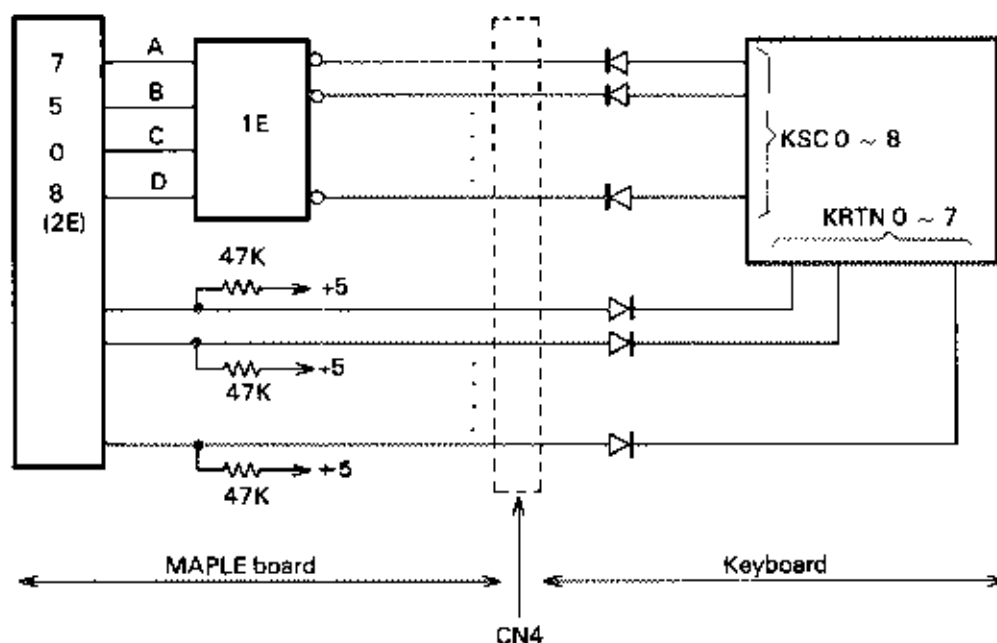 7
5
0
8
(2E)
A
B
C
D
1E
KSC 0 ~ 8
KRTN 0 ~ 7
47K
+5
+5
47K
+5
47K
MAPLE board
Keyboard
CN4